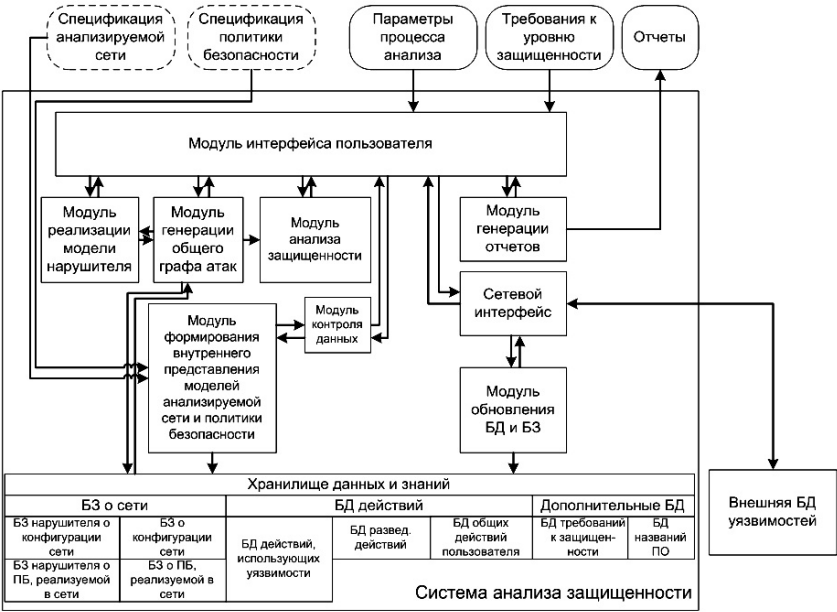 Спецификация
анализируемой
сети
Спецификация
политики
безопасности
Параметры
процесса
анализа
Требования к
уровню
защищенности
Отчеты
Модуль интерфейса пользователя
Модуль
реализации
модели
нарушителя
Модуль
генерации
общего
графа атак
Модуль
анализа
защищенности
Модуль
генерации
отчетов
Сетевой
интерфейс
Модуль
формирования
внутреннего
представления
моделей
анализируемой
сети и политики
безопасности
Модуль
контроля
данных
Модуль
обновления
БД и БЗ
Внешняя БД
уязвимостей
Хранилище данных и знаний
БЗ о сети
БД действий
Дополнительные БД
БЗ нарушителя о
конфигурации
сети
БЗ о
конфигурации
сети
БЗ нарушителя о
ПБ, реализуемой
в сети
БЗ о ПБ,
реализуемой в
сети
БД действий,
использующих
уязвимости
БД развед.
действий
БД общих
действий
пользователя
БД требований
к защищен-
ности
БД
названий
ПО
Система анализа защищенности